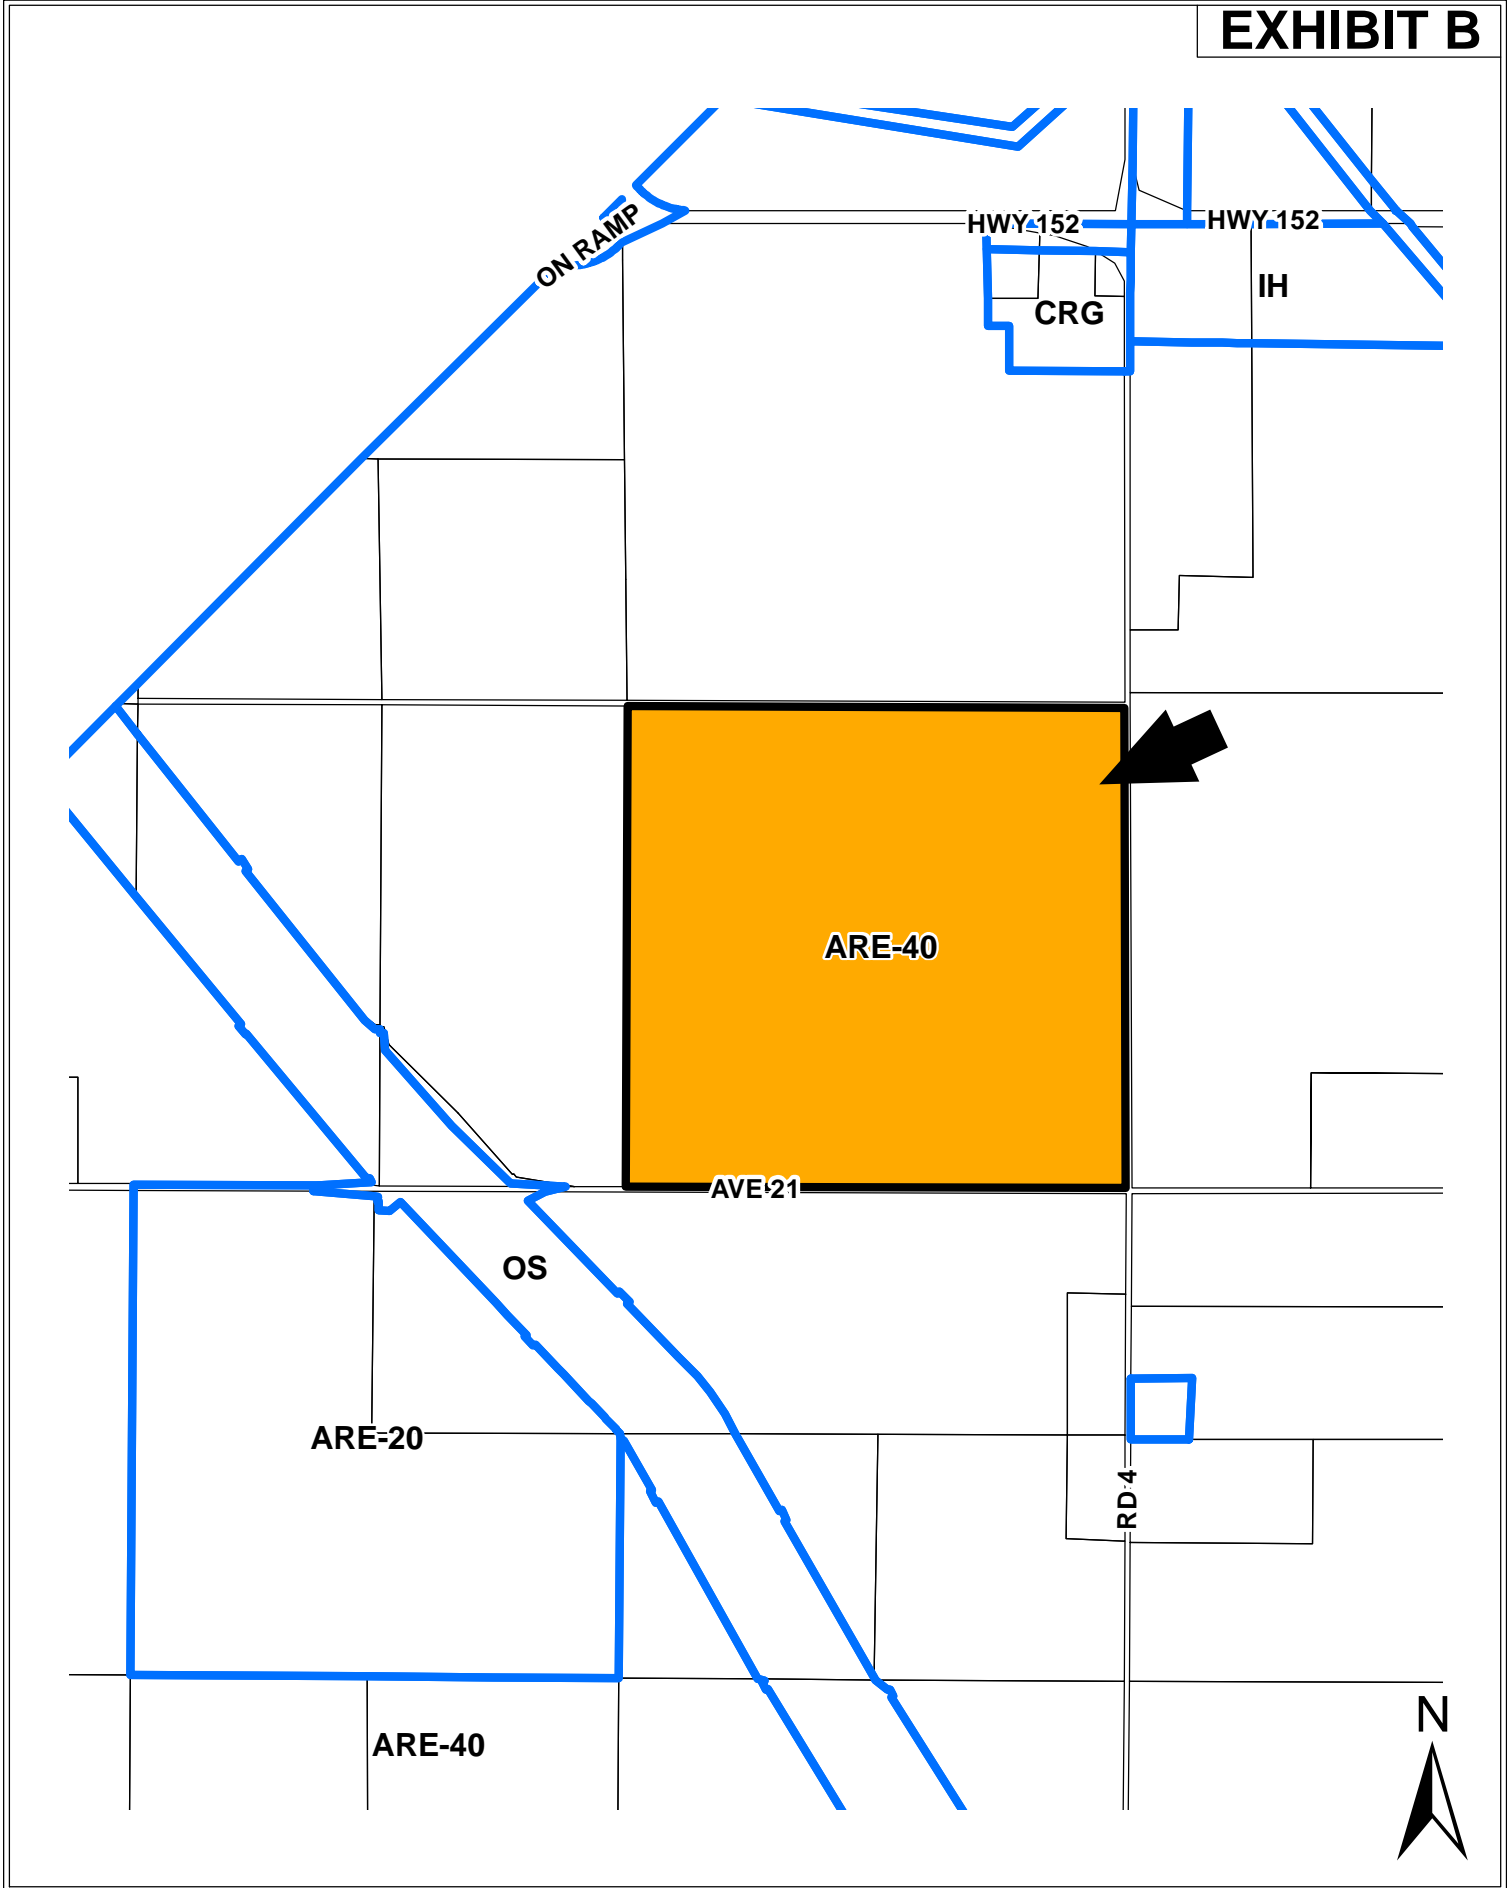 EXHIBIT B
ON RAMP
HWY 152
HWY 152
IH
CRG
ARE-40
AVE 21
OS
ARE-20
RD 4
ARE-40
N